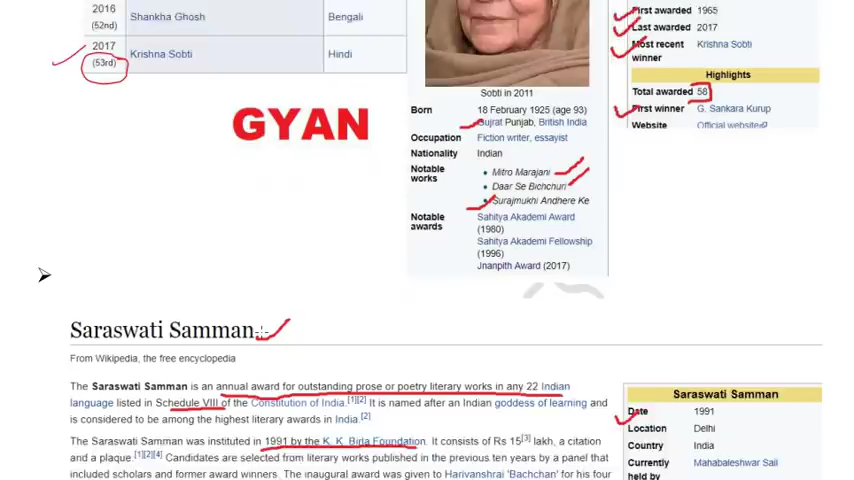 2016
(52nd)
Shankha Ghosh
Bengali
2017
(53rd)
Krishna Sobti
Hindi
GYAN
Sobti in 2011
Born 18 February 1925 (age 93)
Gujrat Punjab, British India
Occupation Fiction writer, essayist
Nationality Indian
Notable works
Mitro Marajani
Daar Se Bichchuri
Surajmukhi Andhere Ke
Notable awards
Sahitya Akademi Award
(1980)
Sahitya Akademi Fellowship
(1996)
Jnanpith Award (2017)
First awarded 1965
Last awarded 2017
Most recent winner Krishna Sobti
Highlights
Total awarded 58
First winner G. Sankara Kurup
Website Official website
Saraswati Samman
From Wikipedia, the free encyclopedia
The Saraswati Samman is an annual award for outstanding prose or poetry literary works in any 22 Indian
language listed in Schedule VIII of the Constitution of India.[1][2] It is named after an Indian goddess of learning and
is considered to be among the highest literary awards in India.[2]
The Saraswati Samman was instituted in 1991 by the K. K. Birla Foundation. It consists of Rs 15[3] lakh, a citation
and a plaque.[1][2][4] Candidates are selected from literary works published in the previous ten years by a panel that
included scholars and former award winners. The inaugural award was given to Harivanshrai 'Bachchan' for his four
Saraswati Samman
Date 1991
Location Delhi
Country India
Currently held by Mahabaleshwar Sail